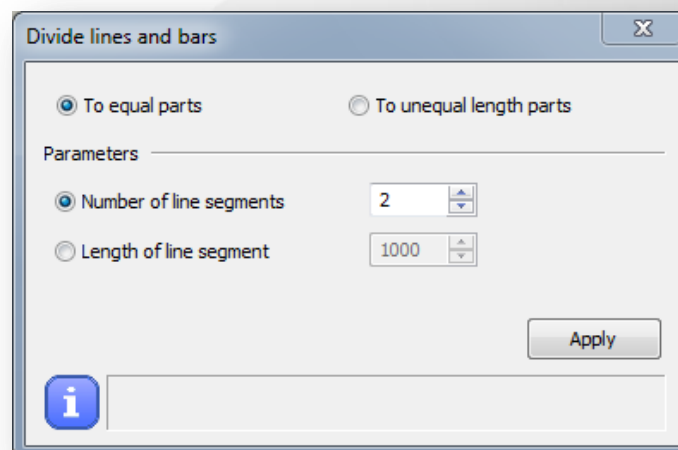 Divide lines and bars
To equal parts To unequal length parts
Parameters
Number of line segments 2
Length of line segment 1000
Apply
i